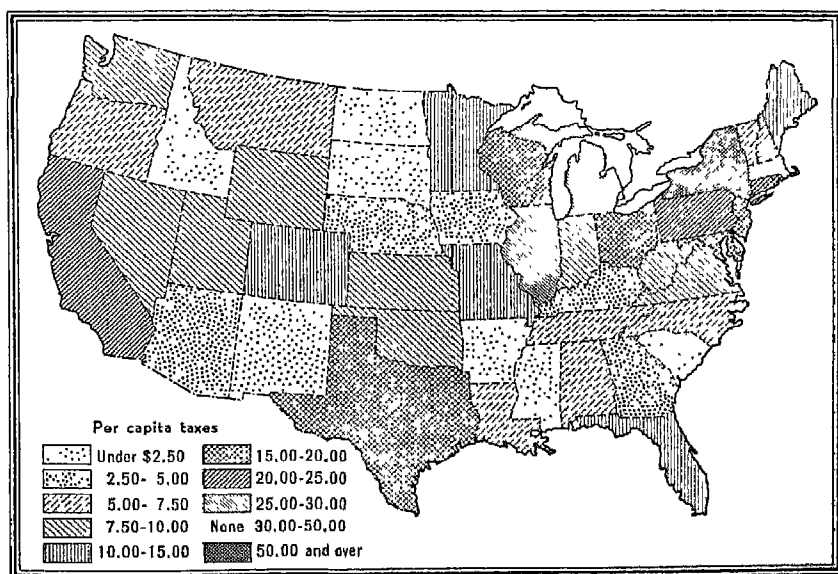 Per capita taxes
Under $2.50
2.50- 5.00
5.00- 7.50
7.50-10.00
10.00-15.00
15.00-20.00
20.00-25.00
25.00-30.00
None 30.00-50.00
50.00 and over